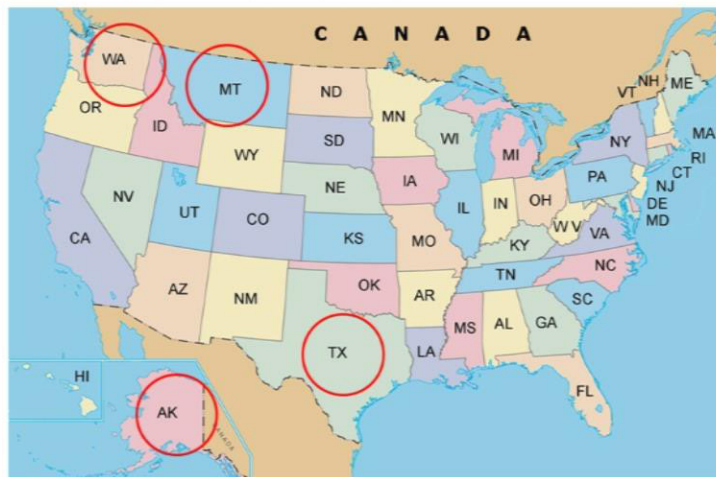 C A N A D A
WA
MT
ND
MN
OR
ID
SD
WI
WY
MI
VT
NH
ME
NY
MA
RI
CT
NJ
DE
MD
PA
NV
UT
CO
NE
IA
IL
IN
OH
W V
VA
CA
KS
MO
KY
AZ
NM
OK
AR
TN
NC
SC
TX
LA
MS
AL
GA
FL
HI
AK
CANADA